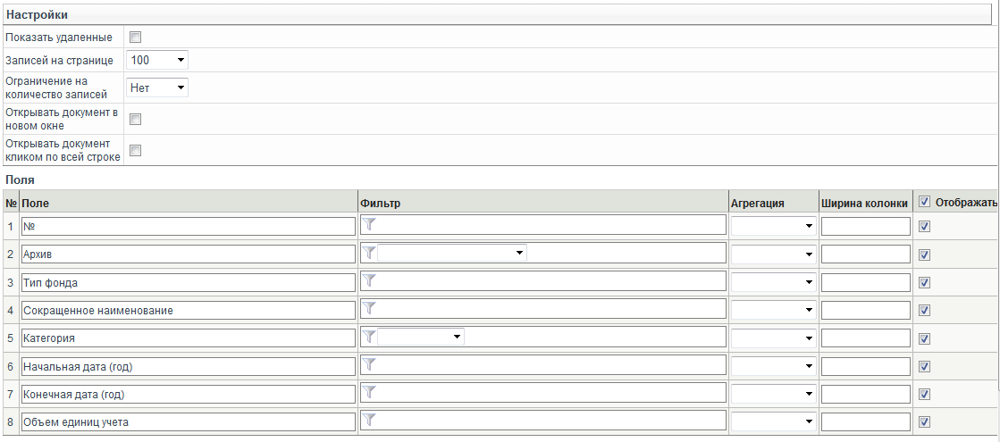 Настройки
Показать удаленные
Записей на странице 100
Ограничение на
количество записей Нет
Открывать документ в
новом окне
Открывать документ
кликом по всей строке
Поля
№ Поле Фильтр Агрегация Ширина колонки Отображать
1 №
2 Архив
3 Тип фонда
4 Сокращенное наименование
5 Категория
6 Начальная дата (год)
7 Конечная дата (год)
8 Объем единиц учета